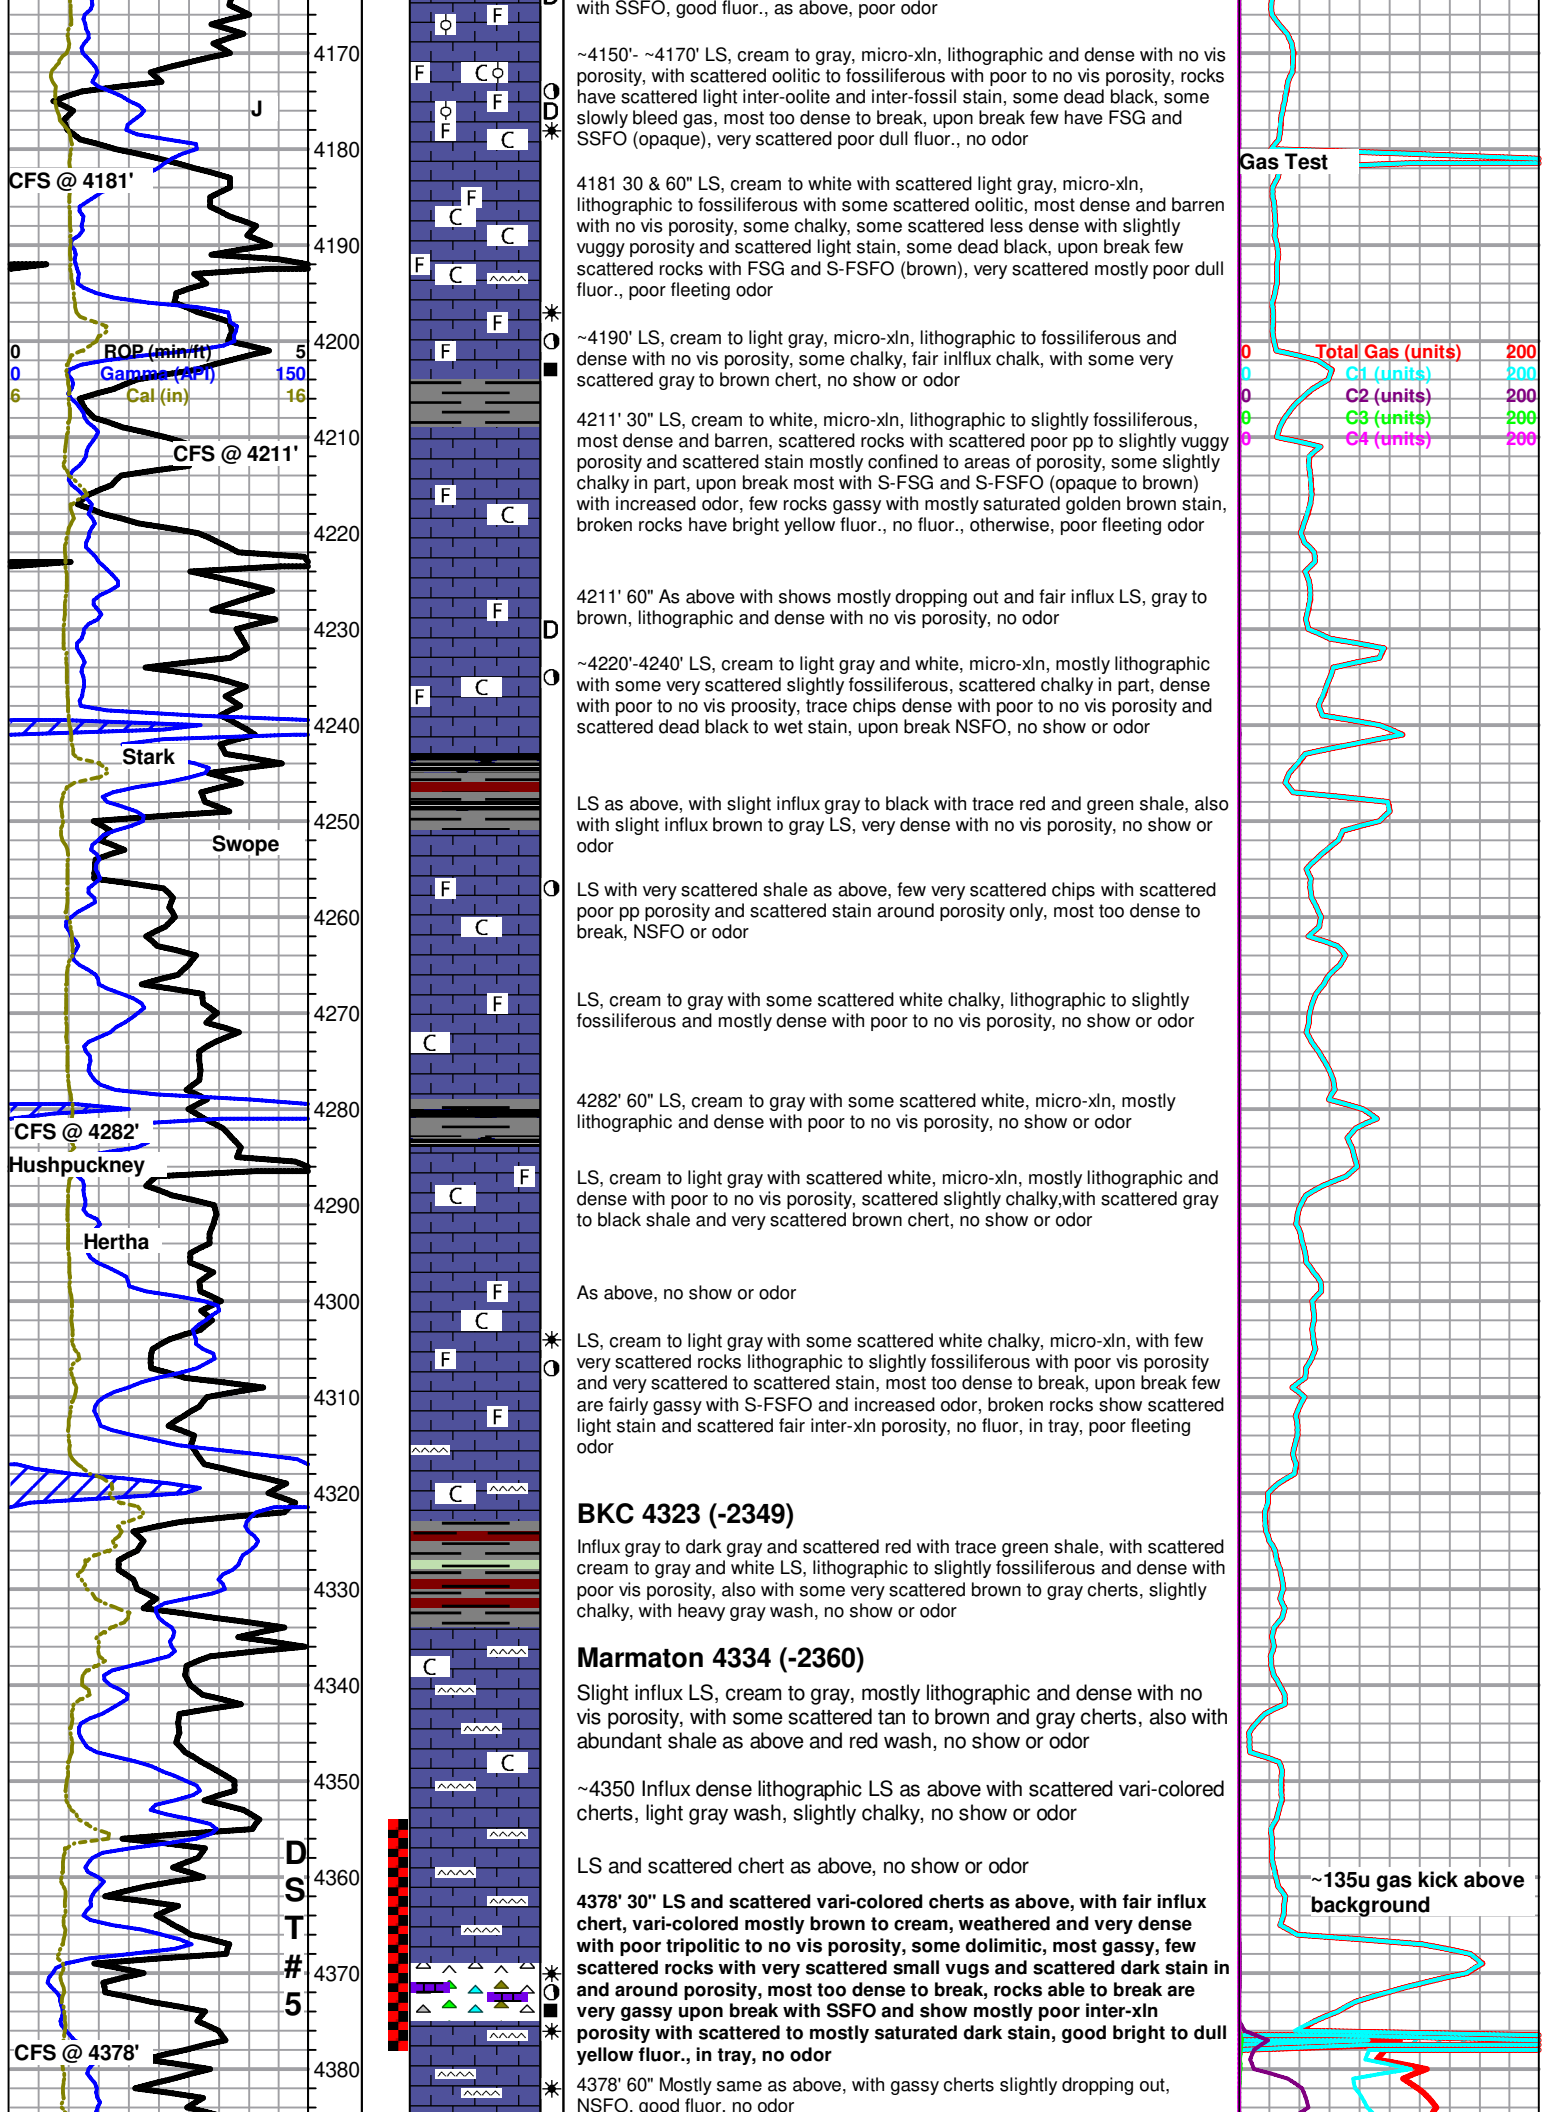 with SSFO, good fluor., as above, poor odor
~4150'- ~4170' LS, cream to gray, micro-xln, lithographic and dense with no vis
porosity, with scattered oolitic to fossiliferous with poor to no vis porosity, rocks
have scattered light inter-oolite and inter-fossil stain, some dead black, some
slowly bleed gas, most too dense to break, upon break few have FSG and
SSFO (opaque), very scattered poor dull fluor., no odor
4181 30 & 60" LS, cream to white with scattered light gray, micro-xln,
lithographic to fossiliferous with some scattered oolitic, most dense and barren
with no vis porosity, some chalky, some scattered less dense with slightly
vuggy porosity and scattered light stain, some dead black, upon break few
scattered rocks with FSG and S-FSFO (brown), very scattered mostly poor dull
fluor., poor fleeting odor
~4190' LS, cream to light gray, micro-xln, lithographic to fossiliferous and
dense with no vis porosity, some chalky, fair inlflux chalk, with some very
scattered gray to brown chert, no show or odor
4211' 30" LS, cream to white, micro-xln, lithographic to slightly fossiliferous,
most dense and barren, scattered rocks with scattered poor pp to slightly vuggy
porosity and scattered stain mostly confined to areas of porosity, some slightly
chalky in part, upon break most with S-FSG and S-FSFO (opaque to brown)
with increased odor, few rocks gassy with mostly saturated golden brown stain,
broken rocks have bright yellow fluor., no fluor., otherwise, poor fleeting odor
4211' 60" As above with shows mostly dropping out and fair influx LS, gray to
brown, lithographic and dense with no vis porosity, no odor
~4220'-4240' LS, cream to light gray and white, micro-xln, mostly lithographic
with some very scattered slightly fossiliferous, scattered chalky in part, dense
with poor to no vis proosity, trace chips dense with poor to no vis porosity and
scattered dead black to wet stain, upon break NSFO, no show or odor
LS as above, with slight influx gray to black with trace red and green shale, also
with slight influx brown to gray LS, very dense with no vis porosity, no show or
odor
LS with very scattered shale as above, few very scattered chips with scattered
poor pp porosity and scattered stain around porosity only, most too dense to
break, NSFO or odor
LS, cream to gray with some scattered white chalky, lithographic to slightly
fossiliferous and mostly dense with poor to no vis porosity, no show or odor
4282' 60" LS, cream to gray with some scattered white, micro-xln, mostly
lithographic and dense with poor to no vis porosity, no show or odor
LS, cream to light gray with scattered white, micro-xln, mostly lithographic and
dense with poor to no vis porosity, scattered slightly chalky,with scattered gray
to black shale and very scattered brown chert, no show or odor
As above, no show or odor
LS, cream to light gray with some scattered white chalky, micro-xln, with few
very scattered rocks lithographic to slightly fossiliferous with poor vis porosity
and very scattered to scattered stain, most too dense to break, upon break few
are fairly gassy with S-FSFO and increased odor, broken rocks show scattered
light stain and scattered fair inter-xln porosity, no fluor, in tray, poor fleeting
odor
BKC 4323 (-2349)
Influx gray to dark gray and scattered red with trace green shale, with scattered
cream to gray and white LS, lithographic to slightly fossiliferous and dense with
poor vis porosity, also with some very scattered brown to gray cherts, slightly
chalky, with heavy gray wash, no show or odor
Marmaton 4334 (-2360)
Slight influx LS, cream to gray, mostly lithographic and dense with no
vis porosity, with some scattered tan to brown and gray cherts, also with
abundant shale as above and red wash, no show or odor
~4350 Influx dense lithographic LS as above with scattered vari-colored
cherts, light gray wash, slightly chalky, no show or odor
LS and scattered chert as above, no show or odor
4378' 30" LS and scattered vari-colored cherts as above, with fair influx
chert, vari-colored mostly brown to cream, weathered and very dense
with poor tripolitic to no vis porosity, some dolimitic, most gassy, few
scattered rocks with very scattered small vugs and scattered dark stain in
and around porosity, most too dense to break, rocks able to break are
very gassy upon break with SSFO and show mostly poor inter-xln
porosity with scattered to mostly saturated dark stain, good bright to dull
yellow fluor., in tray, no odor
4378' 60" Mostly same as above, with gassy cherts slightly dropping out,
NSFO, good fluor, no odor
4170
J
4180
CFS @ 4181'
4190
4200
0 ROP (min/ft) 5
0 Gamma (API) 150
6 Cal (in) 16
4210
CFS @ 4211'
4220
4230
4240
Stark
4250
Swope
4260
4270
4280
CFS @ 4282'
Hushpuckney
4290
Hertha
4300
4310
4320
4330
4340
4350
4360
D
S
T
#
5
4370
CFS @ 4378'
4380
F
F
C
F
D
F
C
F
C
C
F
C
F
F
F
C
F
D
C
F
F
C
F
C
F
C
F
C
F
F
C
C
C
Gas Test
0 Total Gas (units) 200
0 C1 (units) 200
0 C2 (units) 200
0 C3 (units) 200
0 C4 (units) 200
~135u gas kick above
background